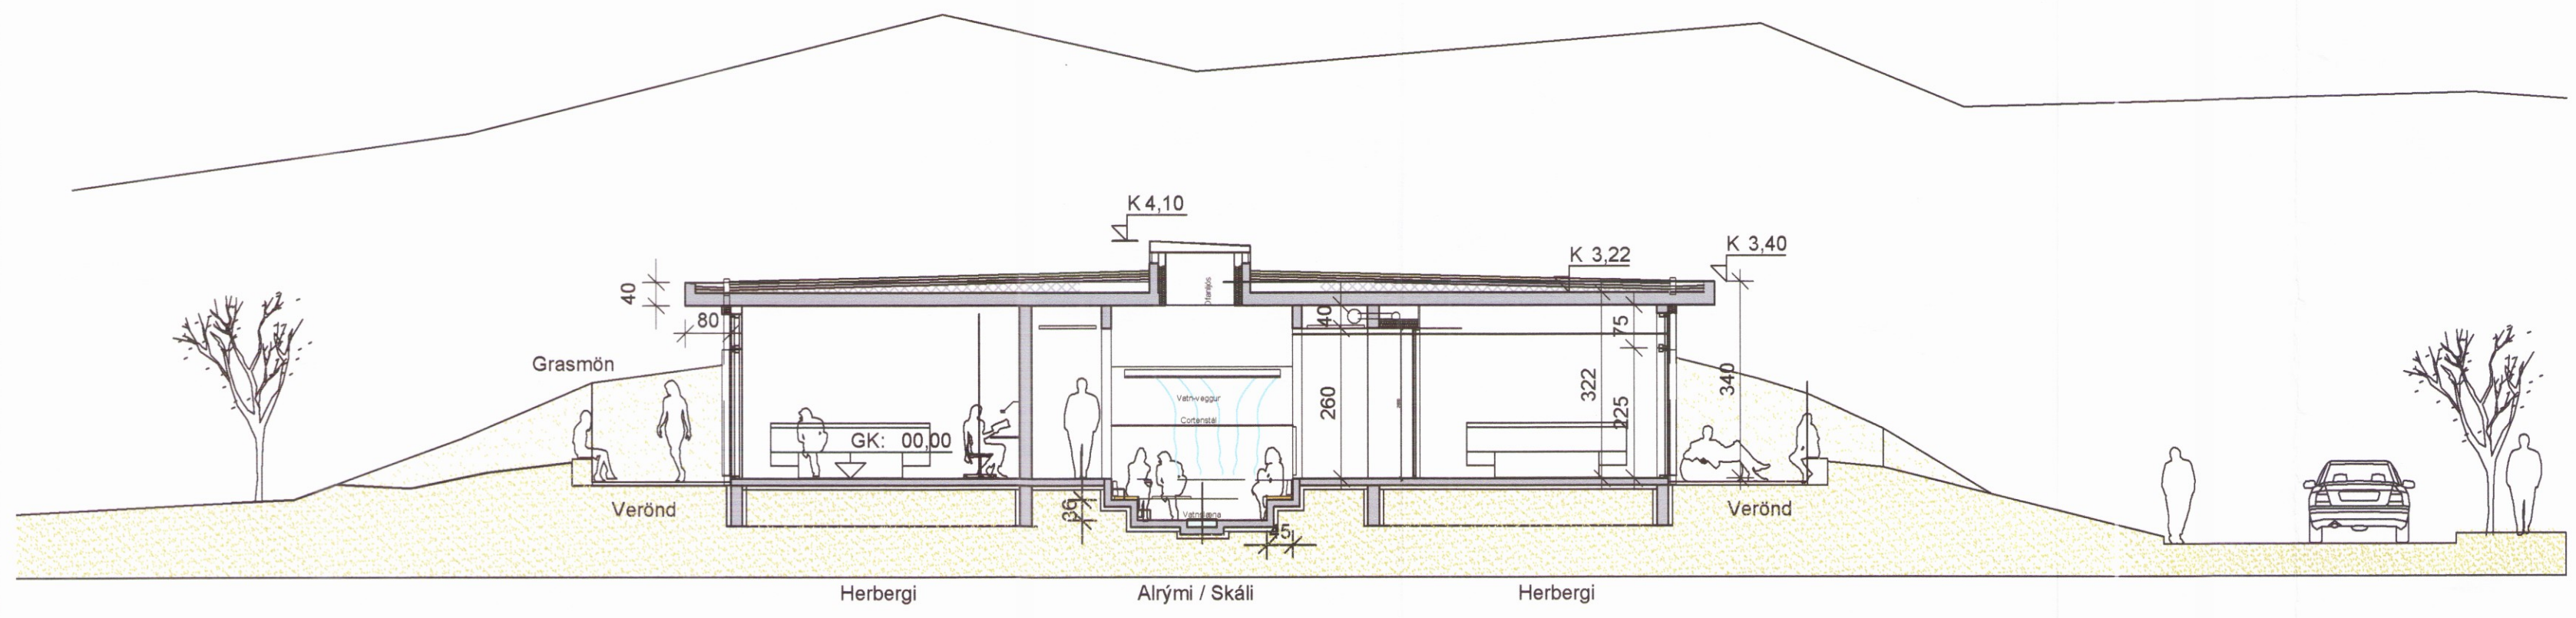 K 4,10
K 3,40
K 3,22
40
80
Grasmön
GK: 00,00
Vatnveggur
Cortenstál
40
260
322
75
225
340
Verönd
36
45
Verönd
Herbergi
Alrými / Skáli
Herbergi